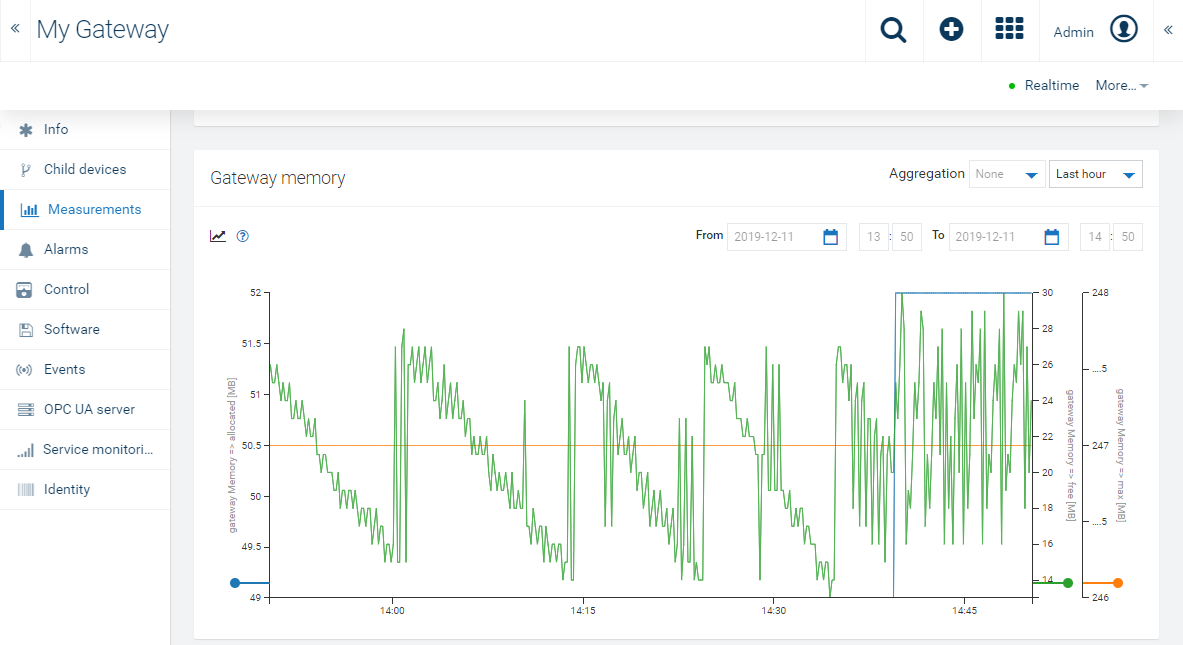 « My Gateway Admin «
Realtime More...
Info
Child devices
Measurements
Alarms
Control
Software
Events
OPC UA server
Service monitori...
Identity
Gateway memory Aggregation None Last hour
? From 2019-12-11 13 : 50 To 2019-12-11 14 : 50
52 30 248
51.5 28
26 ....5
51 24
50.5 22 247
50 20
18 ....5
49.5 16
14
49 246
14:00 14:15 14:30 14:45
gateway Memory => allocated [MB]
gateway Memory => free [MB]
gateway Memory => max [MB]